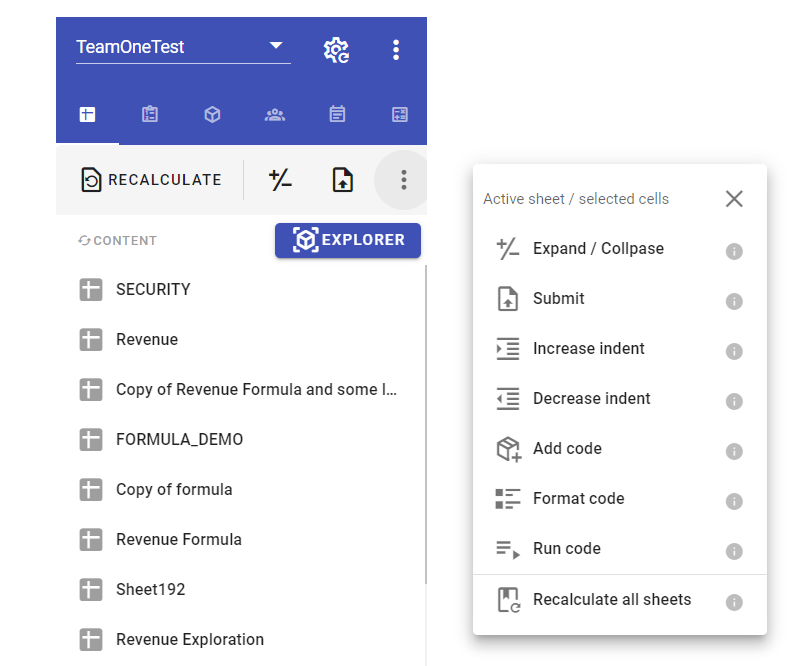 TeamOneTest
RECALCULATE
CONTENT
EXPLORER
SECURITY
Revenue
Copy of Revenue Formula and some l...
FORMULA_DEMO
Copy of formula
Revenue Formula
Sheet192
Revenue Exploration
Active sheet / selected cells
Expand / Collpase
Submit
Increase indent
Decrease indent
Add code
Format code
Run code
Recalculate all sheets